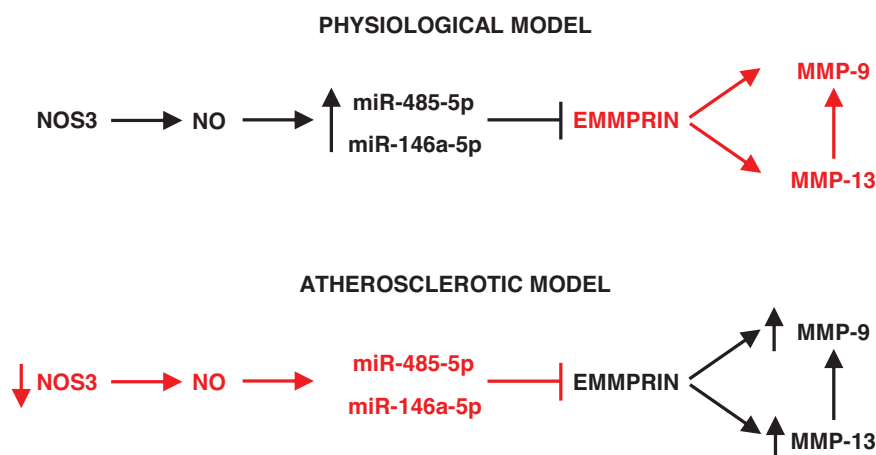 PHYSIOLOGICAL MODEL
NOS3 NO miR-485-5p EMMPRIN MMP-9
miR-146a-5p MMP-13
ATHEROSCLEROTIC MODEL
NOS3 NO miR-485-5p EMMPRIN MMP-9
miR-146a-5p MMP-13